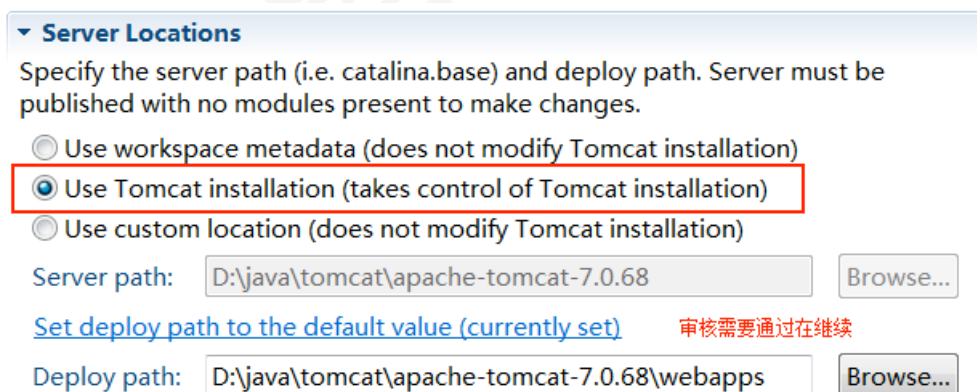 Server Locations
Specify the server path (i.e. catalina.base) and deploy path. Server must be
published with no modules present to make changes.
Use workspace metadata (does not modify Tomcat installation)
Use Tomcat installation (takes control of Tomcat installation)
Use custom location (does not modify Tomcat installation)
Server path: D:\java\tomcat\apache-tomcat-7.0.68 Browse...
Set deploy path to the default value (currently set) 审核需要通过在继续
Deploy path: D:\java\tomcat\apache-tomcat-7.0.68\webapps Browse...